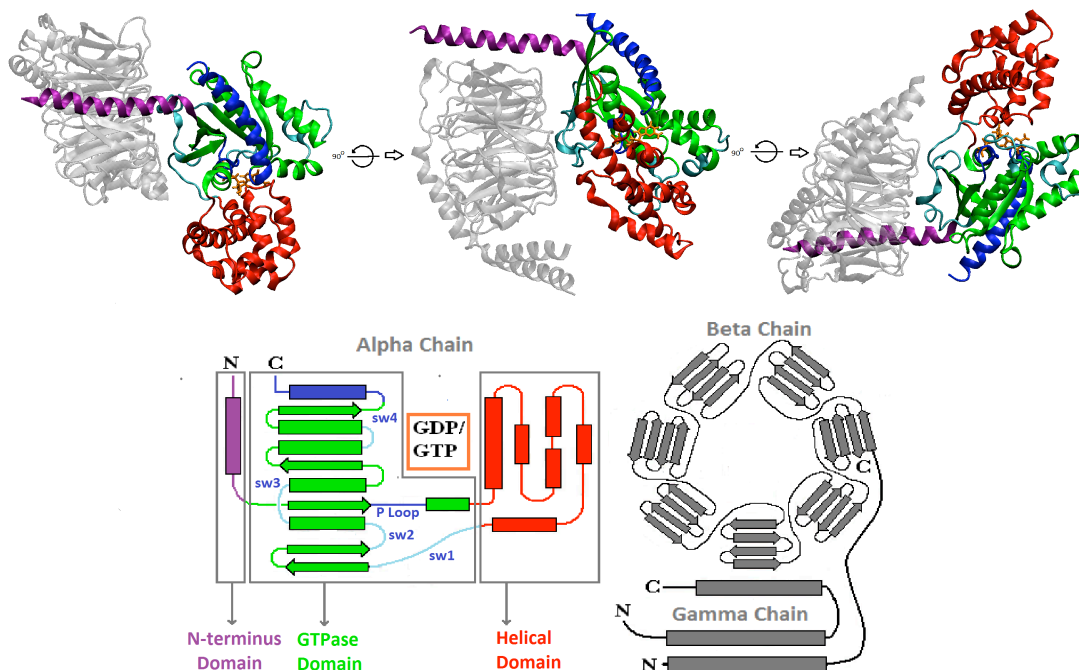 90°
90°
Beta Chain
Alpha Chain
N
C
sw4
GDP/
GTP
C
sw3
P Loop
sw2
sw1
C
N
Gamma Chain
N
N-terminus
Domain
GTPase
Domain
Helical
Domain